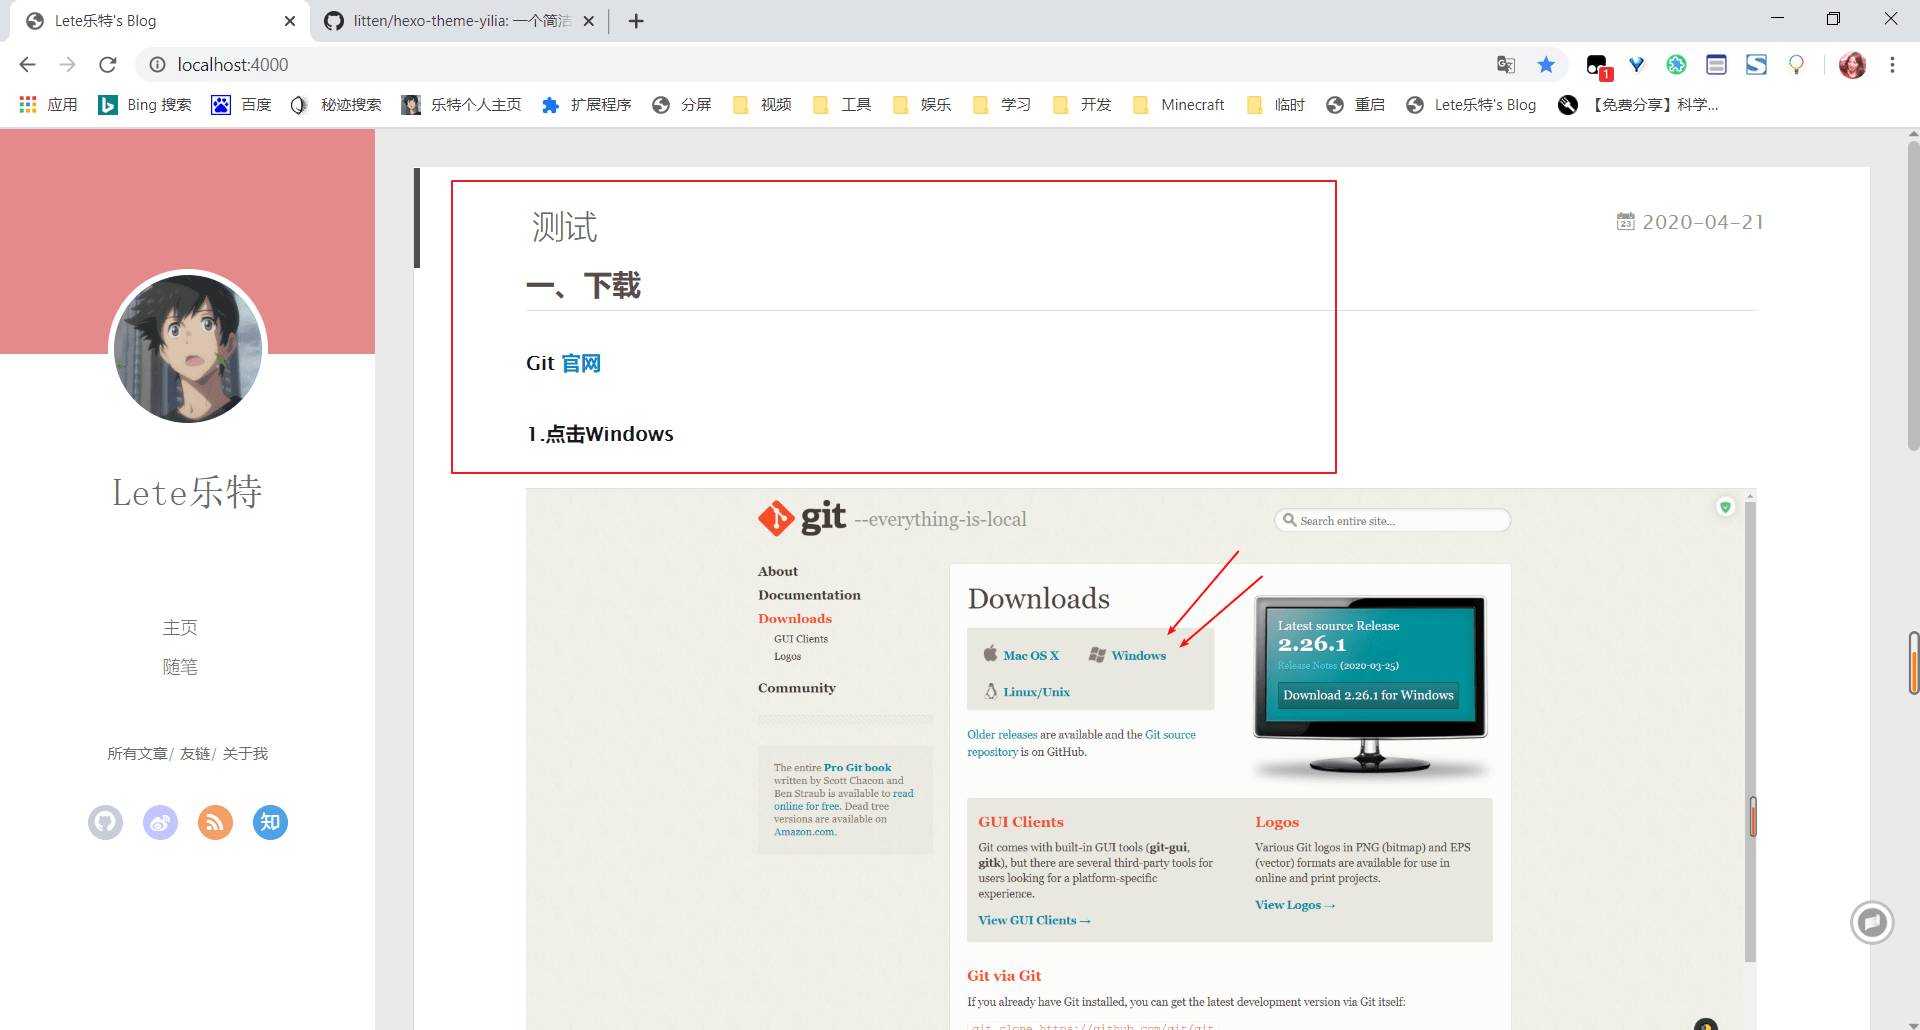 Lete乐特's Blog
litten/hexo-theme-yilia: 一个简洁
localhost:4000
1
应用
Bing 搜索
百度
秘迹搜索
乐特个人主页
扩展程序
分屏
视频
工具
娱乐
学习
开发
Minecraft
临时
重启
Lete乐特's Blog
【免费分享】科学...
Lete乐特
主页
随笔
所有文章/ 友链/ 关于我
知
测试
23 2020-04-21
一、下载
Git 官网
1.点击Windows
git --everything-is-local
Search entire site...
About
Documentation
Downloads
GUI Clients
Logos
Community
The entire Pro Git book
written by Scott Chacon and
Ben Straub is available to read
online for free. Dead tree
versions are available on
Amazon.com.
Downloads
Mac OS X
Windows
Linux/Unix
Older releases are available and the Git source
repository is on GitHub.
Latest source Release
2.26.1
Release Notes (2020-03-25)
Download 2.26.1 for Windows
GUI Clients
Git comes with built-in GUI tools (git-gui,
gitk), but there are several third-party tools for
users looking for a platform-specific
experience.
View GUI Clients →
Logos
Various Git logos in PNG (bitmap) and EPS
(vector) formats are available for use in
online and print projects.
View Logos →
Git via Git
If you already have Git installed, you can get the latest development version via Git itself:
git clone https://github.com/git/git